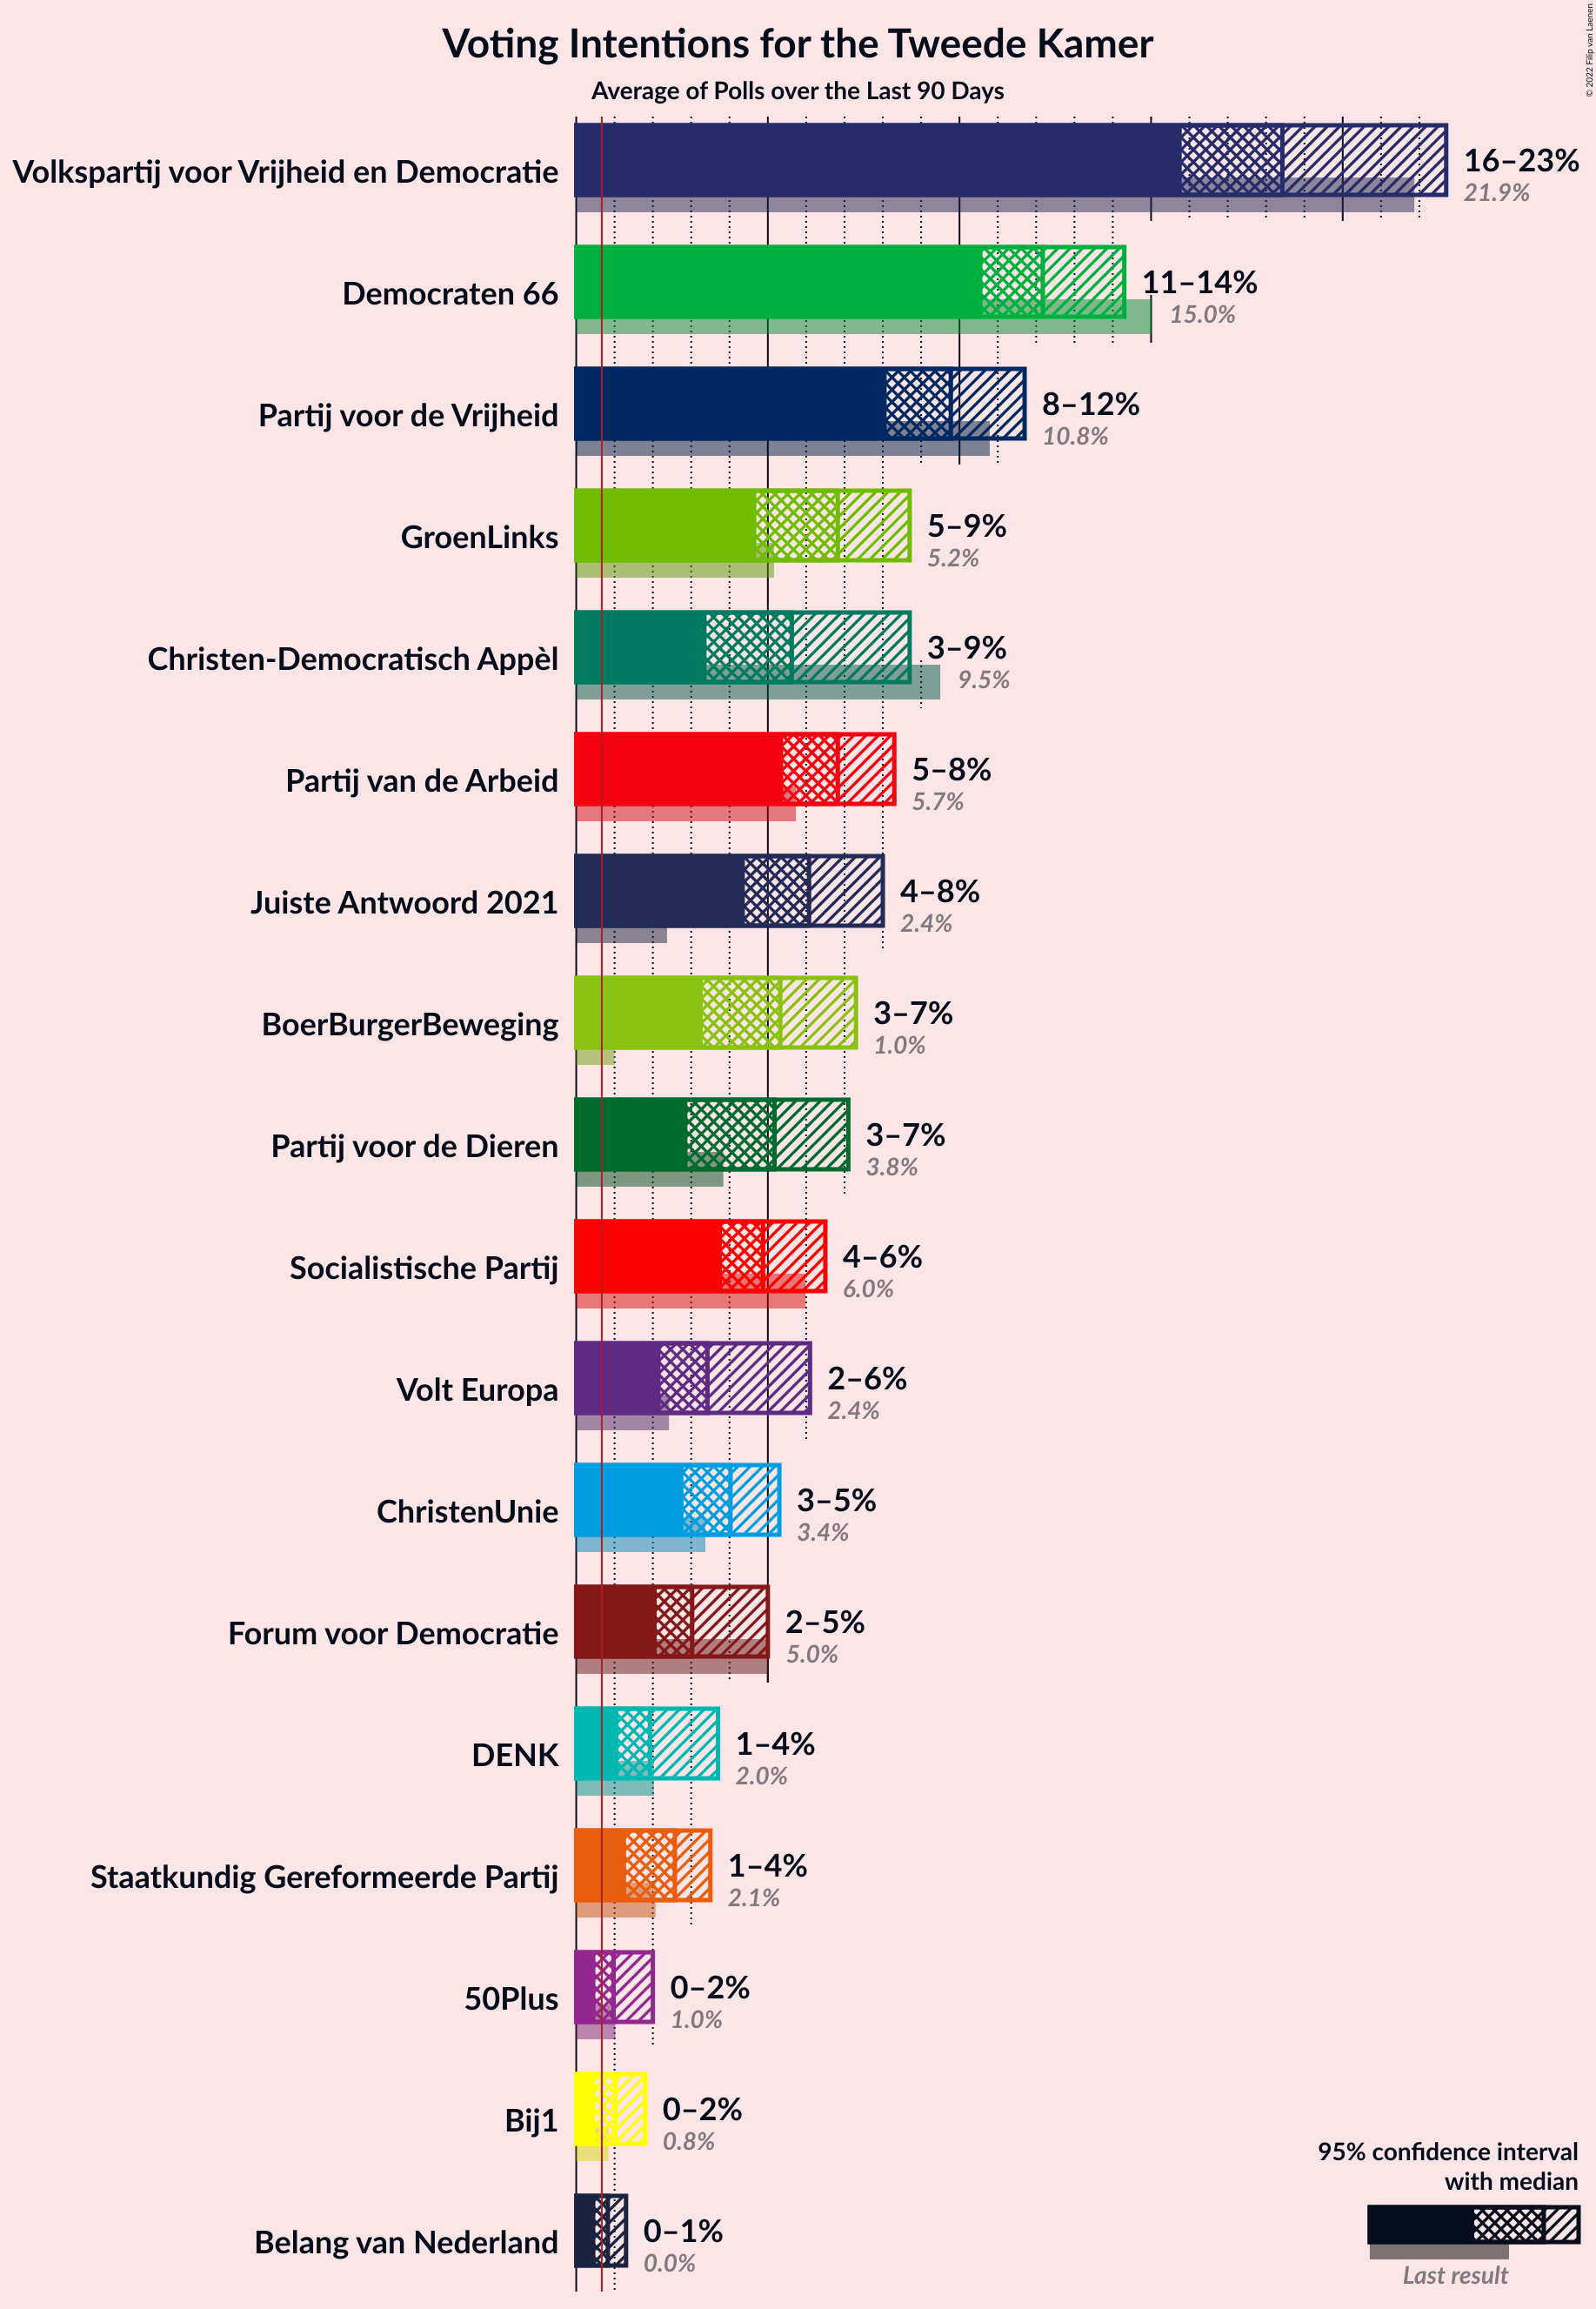 Voting Intentions for the Tweede Kamer
Average of Polls over the Last 90 Days
© 2022 Filip van Laenen
Volkspartij voor Vrijheid en Democratie
16–23%
21.9%
Democraten 66
11–14%
15.0%
Partij voor de Vrijheid
8–12%
10.8%
GroenLinks
5–9%
5.2%
Christen-Democratisch Appèl
3–9%
9.5%
Partij van de Arbeid
5–8%
5.7%
Juiste Antwoord 2021
4–8%
2.4%
BoerBurgerBeweging
3–7%
1.0%
Partij voor de Dieren
3–7%
3.8%
Socialistische Partij
4–6%
6.0%
Volt Europa
2–6%
2.4%
ChristenUnie
3–5%
3.4%
Forum voor Democratie
2–5%
5.0%
DENK
1–4%
2.0%
Staatkundig Gereformeerde Partij
1–4%
2.1%
50Plus
0–2%
1.0%
Bij1
0–2%
0.8%
Belang van Nederland
0–1%
0.0%
95% confidence interval
with median
Last result